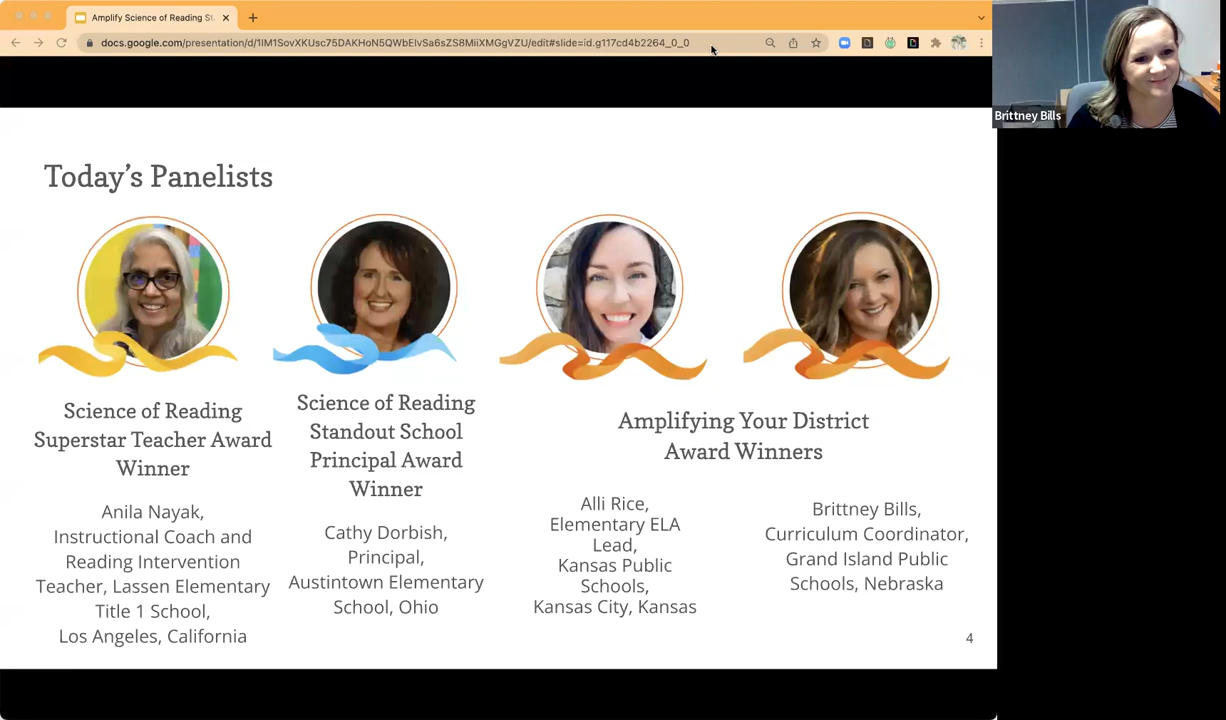 Amplify Science of Reading St
docs.google.com/presentation/d/1IM1SovXKUsc75DAKHoN5QWbElvSa6sZS8MiiXMGgVZU/edit#slide=id.g117cd4b2264_0_0
Brittney Bills
Today's Panelists
Science of Reading
Superstar Teacher Award
Winner
Anila Nayak,
Instructional Coach and
Reading Intervention
Teacher, Lassen Elementary
Title 1 School,
Los Angeles, California
Science of Reading
Standout School
Principal Award
Winner
Cathy Dorbish,
Principal,
Austintown Elementary
School, Ohio
Amplifying Your District
Award Winners
Alli Rice,
Elementary ELA
Lead,
Kansas Public
Schools,
Kansas City, Kansas
Brittney Bills,
Curriculum Coordinator,
Grand Island Public
Schools, Nebraska
4